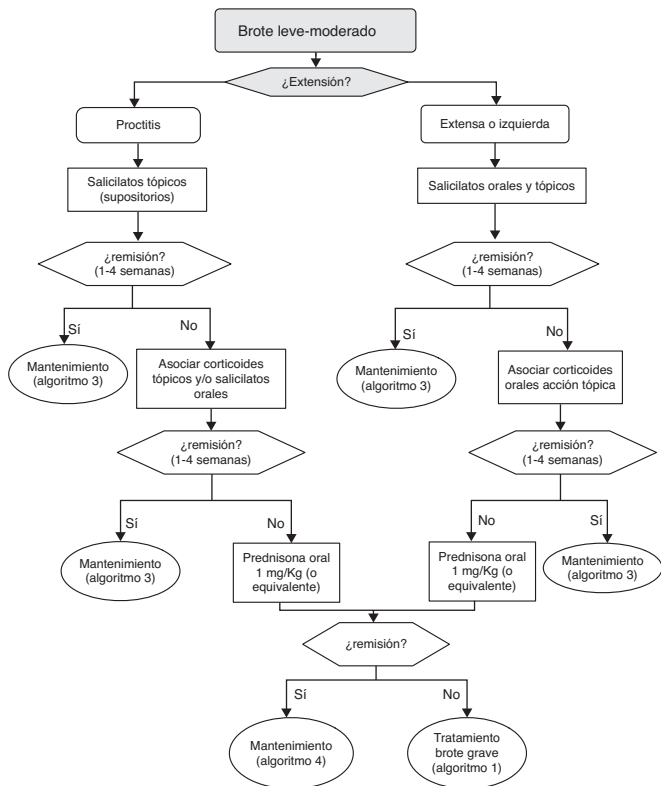 Brote leve-moderado
¿Extensión?
Proctitis
Extensa o izquierda
Salicilatos tópicos
(supositorios)
Salicilatos orales y tópicos
¿remisión?
(1-4 semanas)
¿remisión?
(1-4 semanas)
Sí
No
Sí
No
Mantenimiento
(algoritmo 3)
Asociar corticoides
tópicos y/o salicilatos
orales
Mantenimiento
(algoritmo 3)
Asociar corticoides
orales acción tópica
¿remisión?
(1-4 semanas)
¿remisión?
(1-4 semanas)
Sí
No
No
Sí
Mantenimiento
(algoritmo 3)
Prednisona oral
1 mg/Kg (o
equivalente)
Prednisona oral
1 mg/Kg (o
equivalente)
Mantenimiento
(algoritmo 3)
¿remisión?
Sí
No
Mantenimiento
(algoritmo 4)
Tratamiento
brote grave
(algoritmo 1)